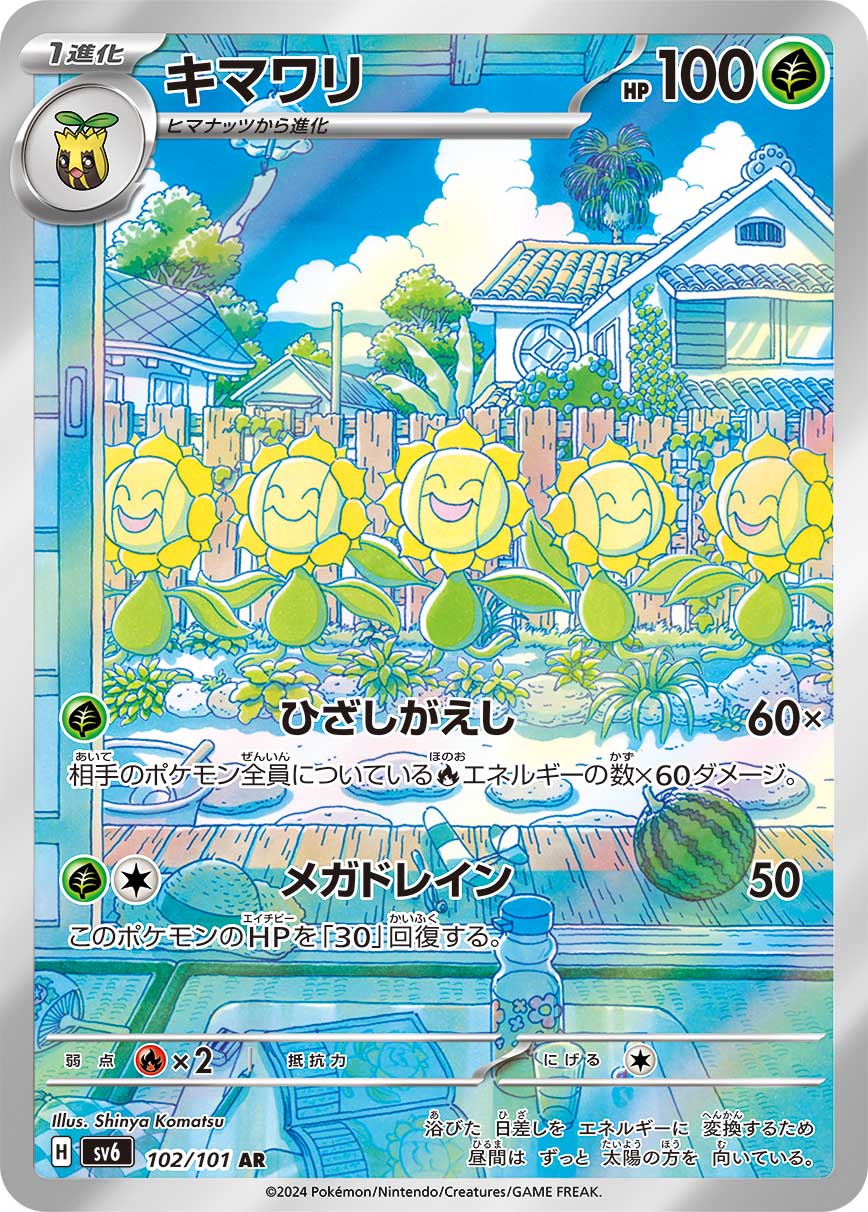 1進化
キマワリ
HP 100
ヒマナッツから進化
ひざしがえし 60×
相手のポケモン全員についているエネルギーの数×60ダメージ。
メガドレイン 50
このポケモンのHPを「30」回復する。
弱点 ×2 抵抗力 にげる
Illus. Shinya Komatsu
浴びた 日差しを エネルギーに 変換するため
昼間は ずっと 太陽の方を 向いている。
H sv6 102/101 AR
©2024 Pokémon/Nintendo/Creatures/GAME FREAK.